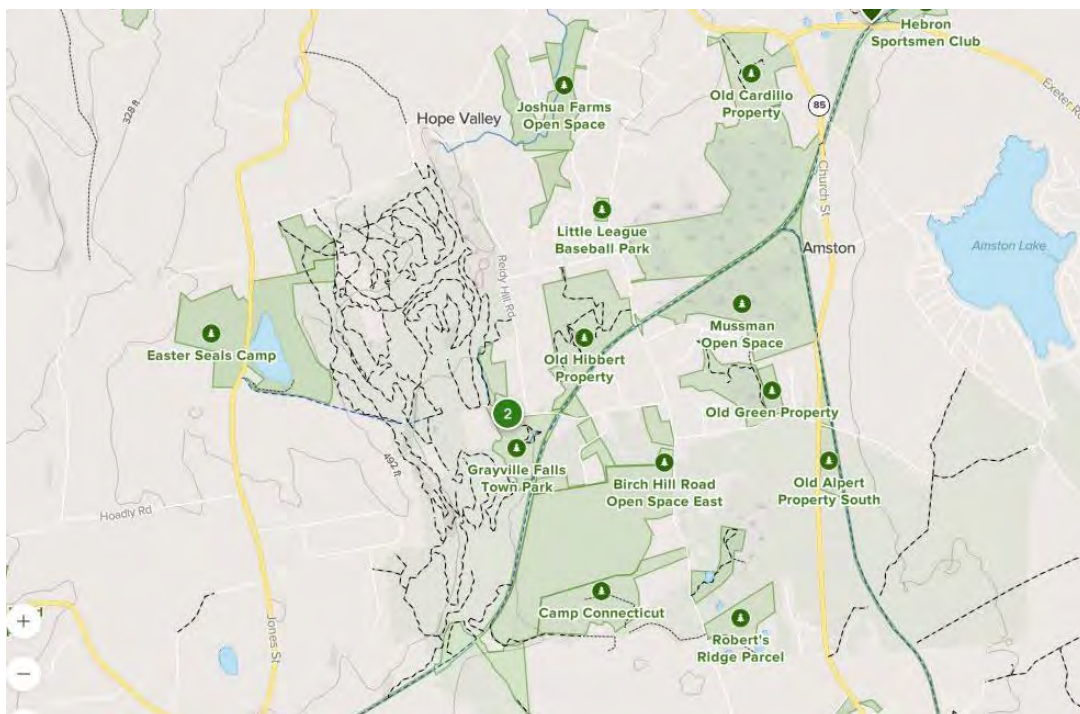 Hebron
Sportsmen Club
Old Cardillo
Property
Joshua Farms
Open Space
Hope Valley
328 ft
85
Exeter Rd
Church St
Little League
Baseball Park
Amston
Amston Lake
Reidy Hill Rd
Mussman
Open Space
Easter Seals Camp
Old Hibbert
Property
Old Green Property
2
Grayville Falls
Town Park
Birch Hill Road
Open Space East
Old Alpert
Property South
492 ft
Hoadly Rd
Camp Connecticut
Robert's
Ridge Parcel
Jones St
+
−